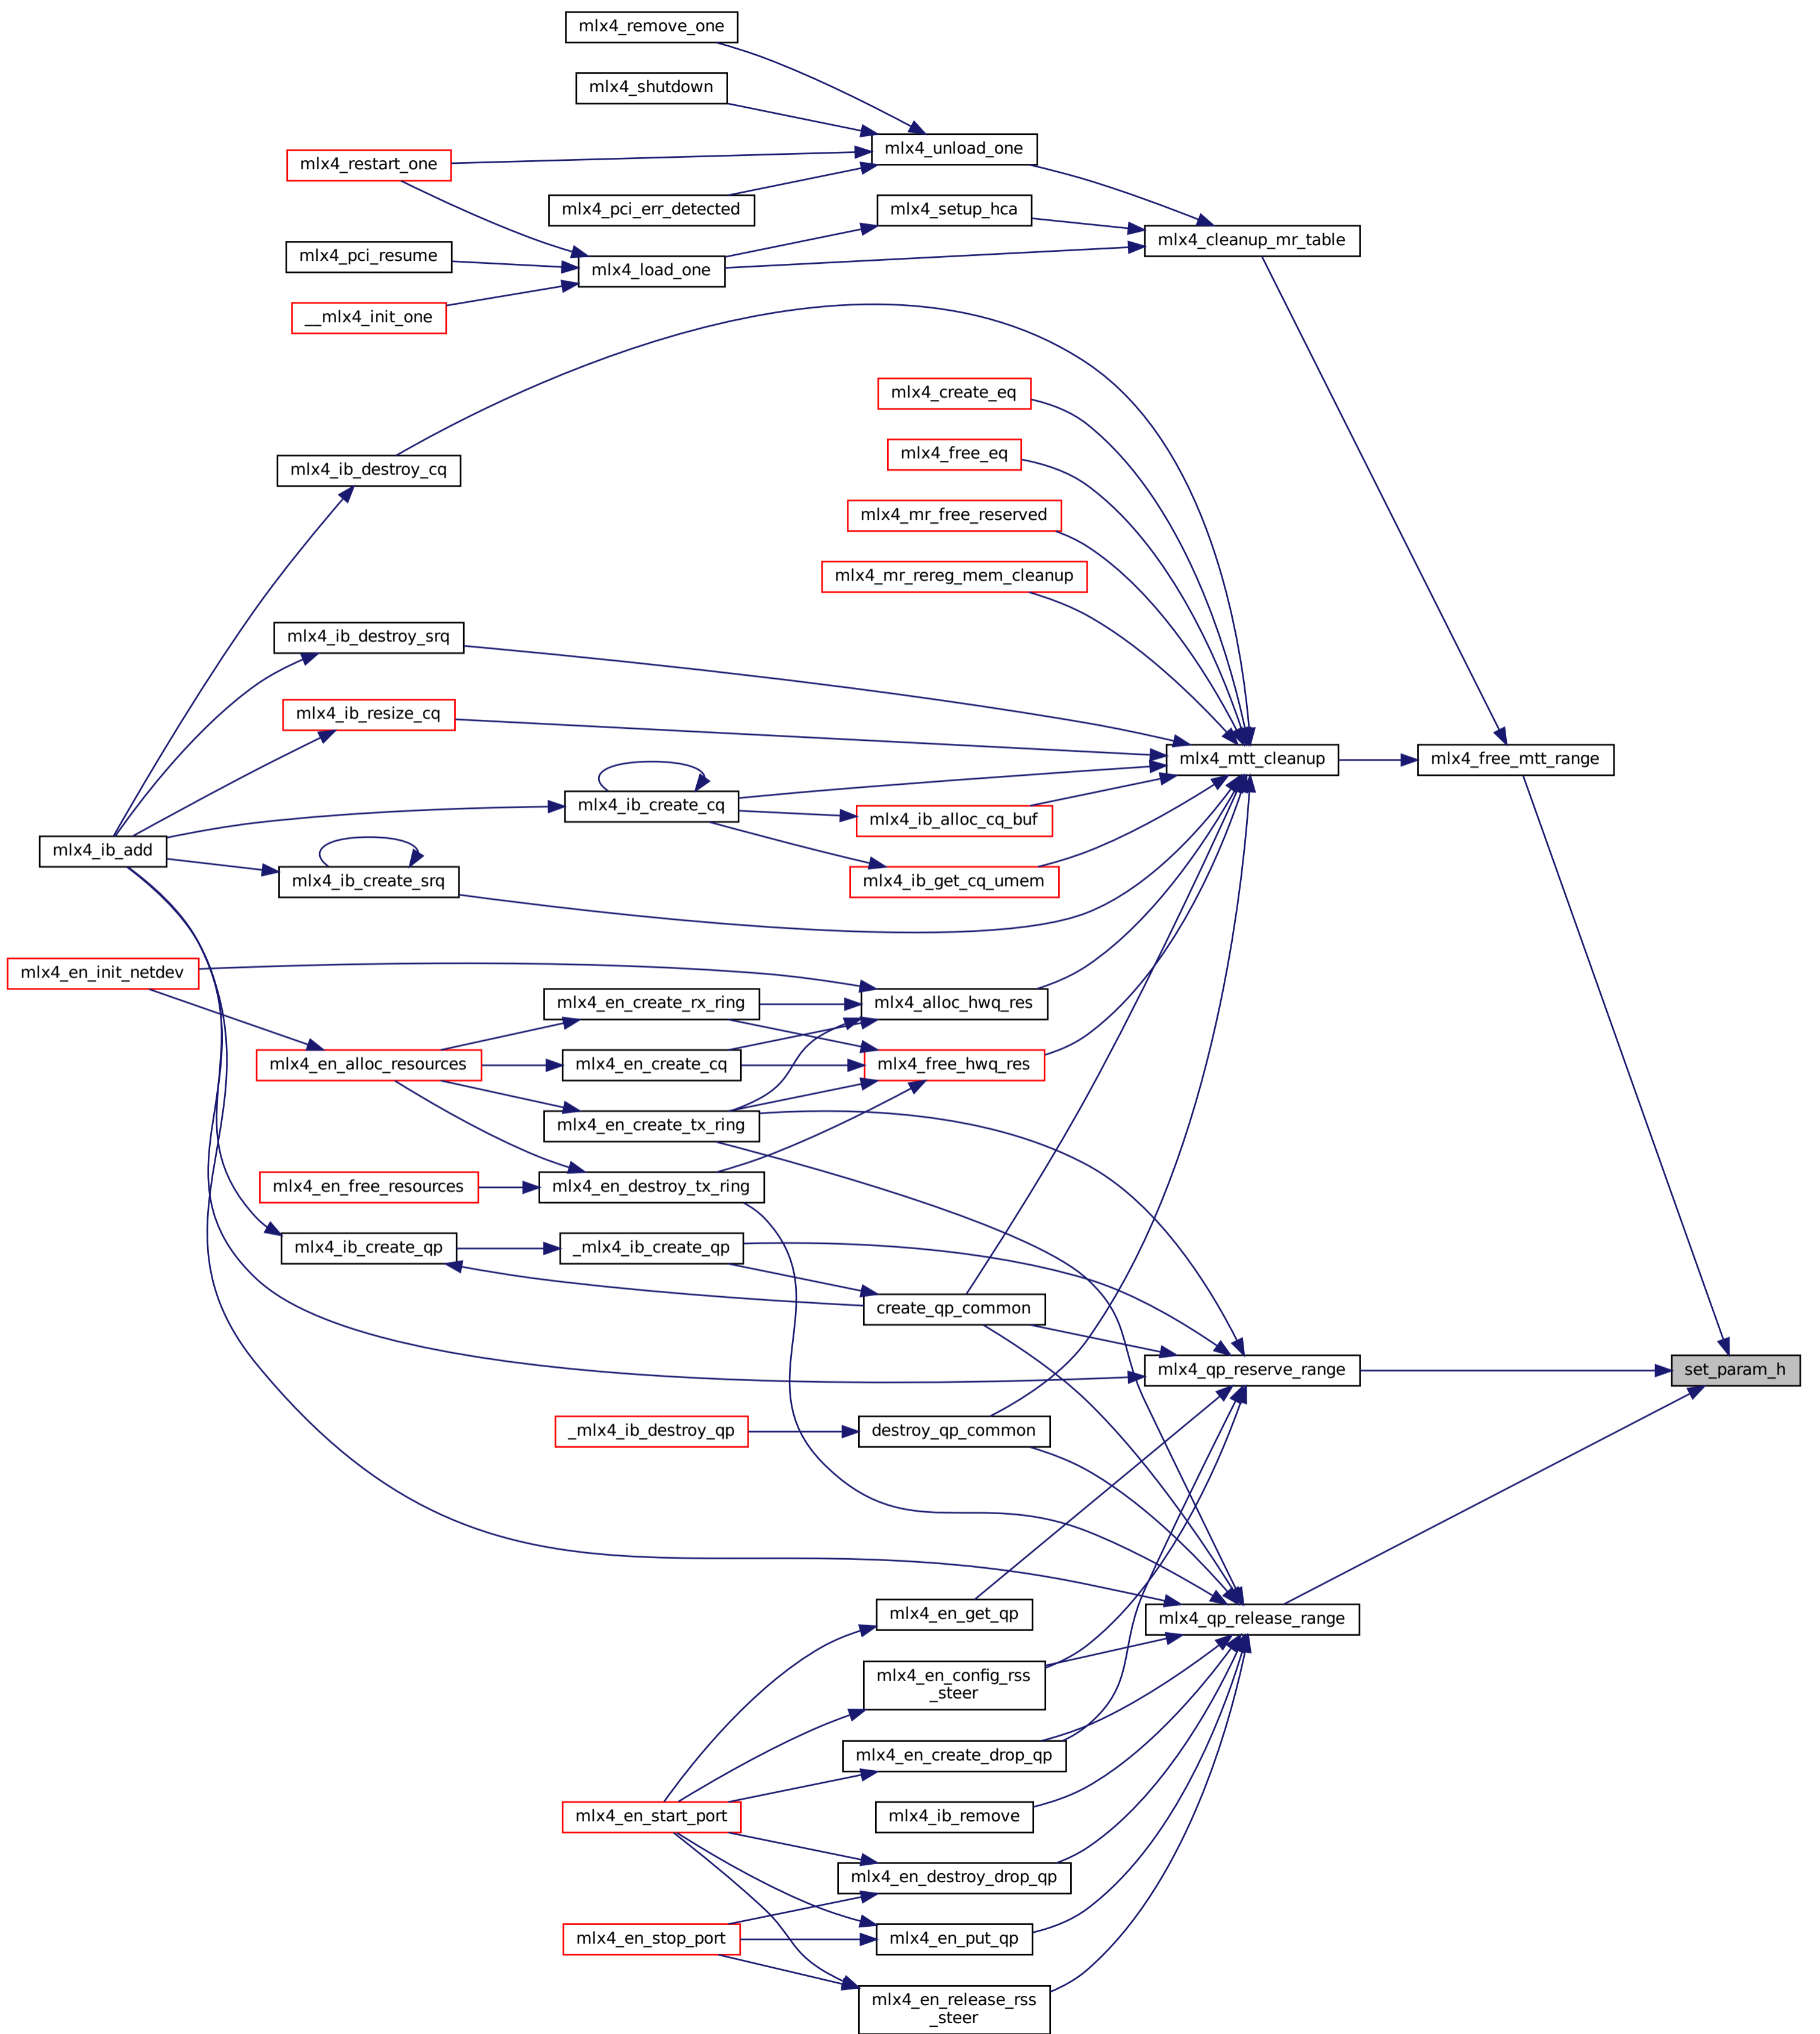 mlx4_remove_one
mlx4_shutdown
mlx4_unload_one
mlx4_restart_one
mlx4_pci_err_detected
mlx4_setup_hca
mlx4_cleanup_mr_table
mlx4_pci_resume
mlx4_load_one
__mlx4_init_one
mlx4_create_eq
mlx4_free_eq
mlx4_ib_destroy_cq
mlx4_mr_free_reserved
mlx4_mr_rereg_mem_cleanup
mlx4_ib_destroy_srq
mlx4_ib_resize_cq
mlx4_mtt_cleanup
mlx4_free_mtt_range
mlx4_ib_create_cq
mlx4_ib_alloc_cq_buf
mlx4_ib_add
mlx4_ib_create_srq
mlx4_ib_get_cq_umem
mlx4_en_init_netdev
mlx4_en_create_rx_ring
mlx4_alloc_hwq_res
mlx4_en_alloc_resources
mlx4_en_create_cq
mlx4_free_hwq_res
mlx4_en_create_tx_ring
mlx4_en_free_resources
mlx4_en_destroy_tx_ring
mlx4_ib_create_qp
_mlx4_ib_create_qp
create_qp_common
mlx4_qp_reserve_range
set_param_h
_mlx4_ib_destroy_qp
destroy_qp_common
mlx4_en_get_qp
mlx4_qp_release_range
mlx4_en_config_rss
_steer
mlx4_en_create_drop_qp
mlx4_en_start_port
mlx4_ib_remove
mlx4_en_destroy_drop_qp
mlx4_en_stop_port
mlx4_en_put_qp
mlx4_en_release_rss
_steer